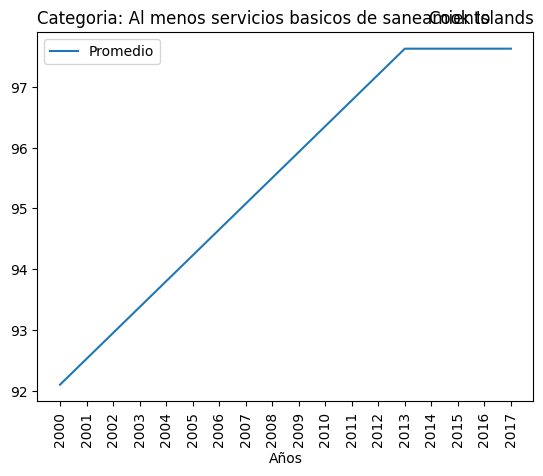 Categoria: Al menos servicios basicos de saneamiento
Cook Islands
Promedio
97
96
95
94
93
92
2000 2001 2002 2003 2004 2005 2006 2007 2008 2009 2010 2011 2012 2013 2014 2015 2016 2017
Años